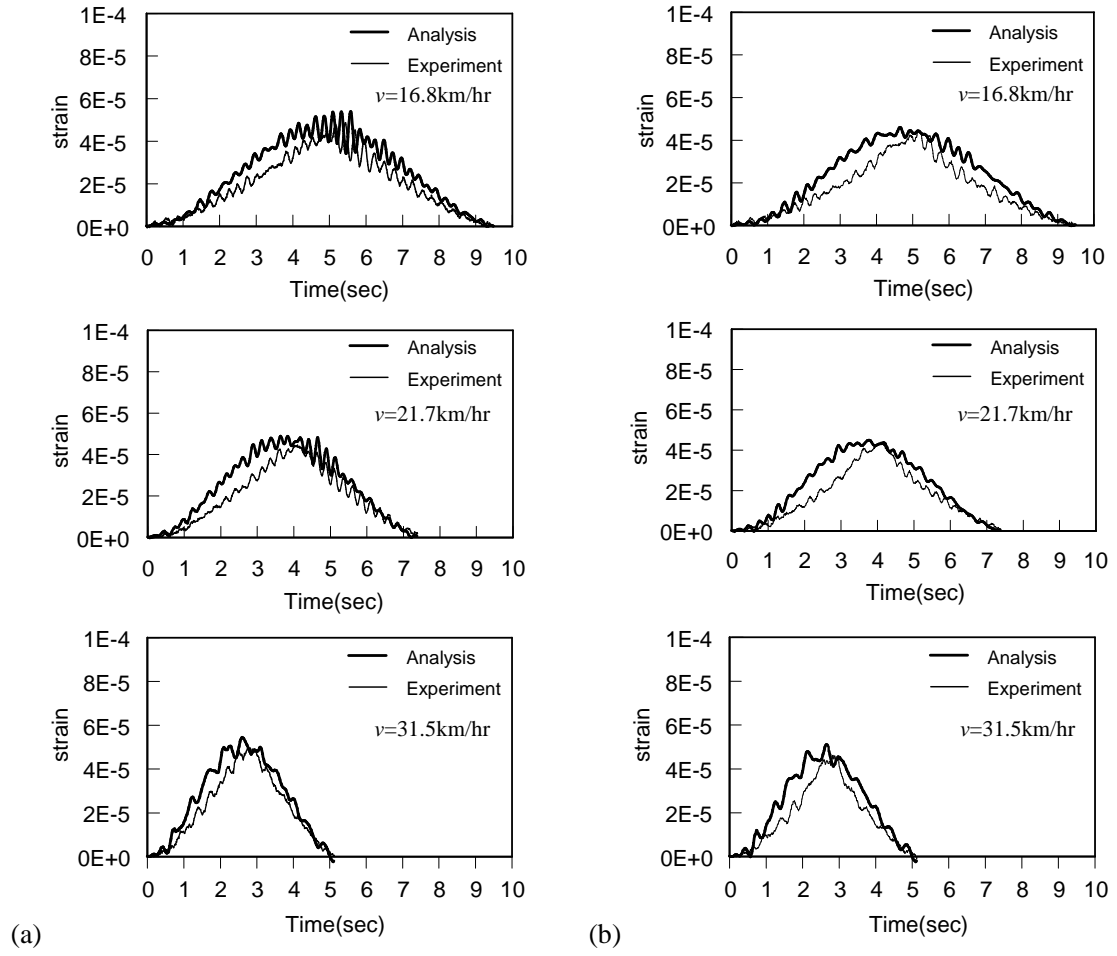 1E-4
8E-5
6E-5
4E-5
2E-5
0E+0
strain
Analysis
Experiment
v=16.8km/hr
0 1 2 3 4 5 6 7 8 9 10
Time(sec)
1E-4
8E-5
6E-5
4E-5
2E-5
0E+0
strain
Analysis
Experiment
v=16.8km/hr
0 1 2 3 4 5 6 7 8 9 10
Time(sec)
1E-4
8E-5
6E-5
4E-5
2E-5
0E+0
strain
Analysis
Experiment
v=21.7km/hr
0 1 2 3 4 5 6 7 8 9 10
Time(sec)
1E-4
8E-5
6E-5
4E-5
2E-5
0E+0
strain
Analysis
Experiment
v=21.7km/hr
0 1 2 3 4 5 6 7 8 9 10
Time(sec)
1E-4
8E-5
6E-5
4E-5
2E-5
0E+0
strain
Analysis
Experiment
v=31.5km/hr
0 1 2 3 4 5 6 7 8 9 10
Time(sec)
1E-4
8E-5
6E-5
4E-5
2E-5
0E+0
strain
Analysis
Experiment
v=31.5km/hr
0 1 2 3 4 5 6 7 8 9 10
Time(sec)
(a)
(b)